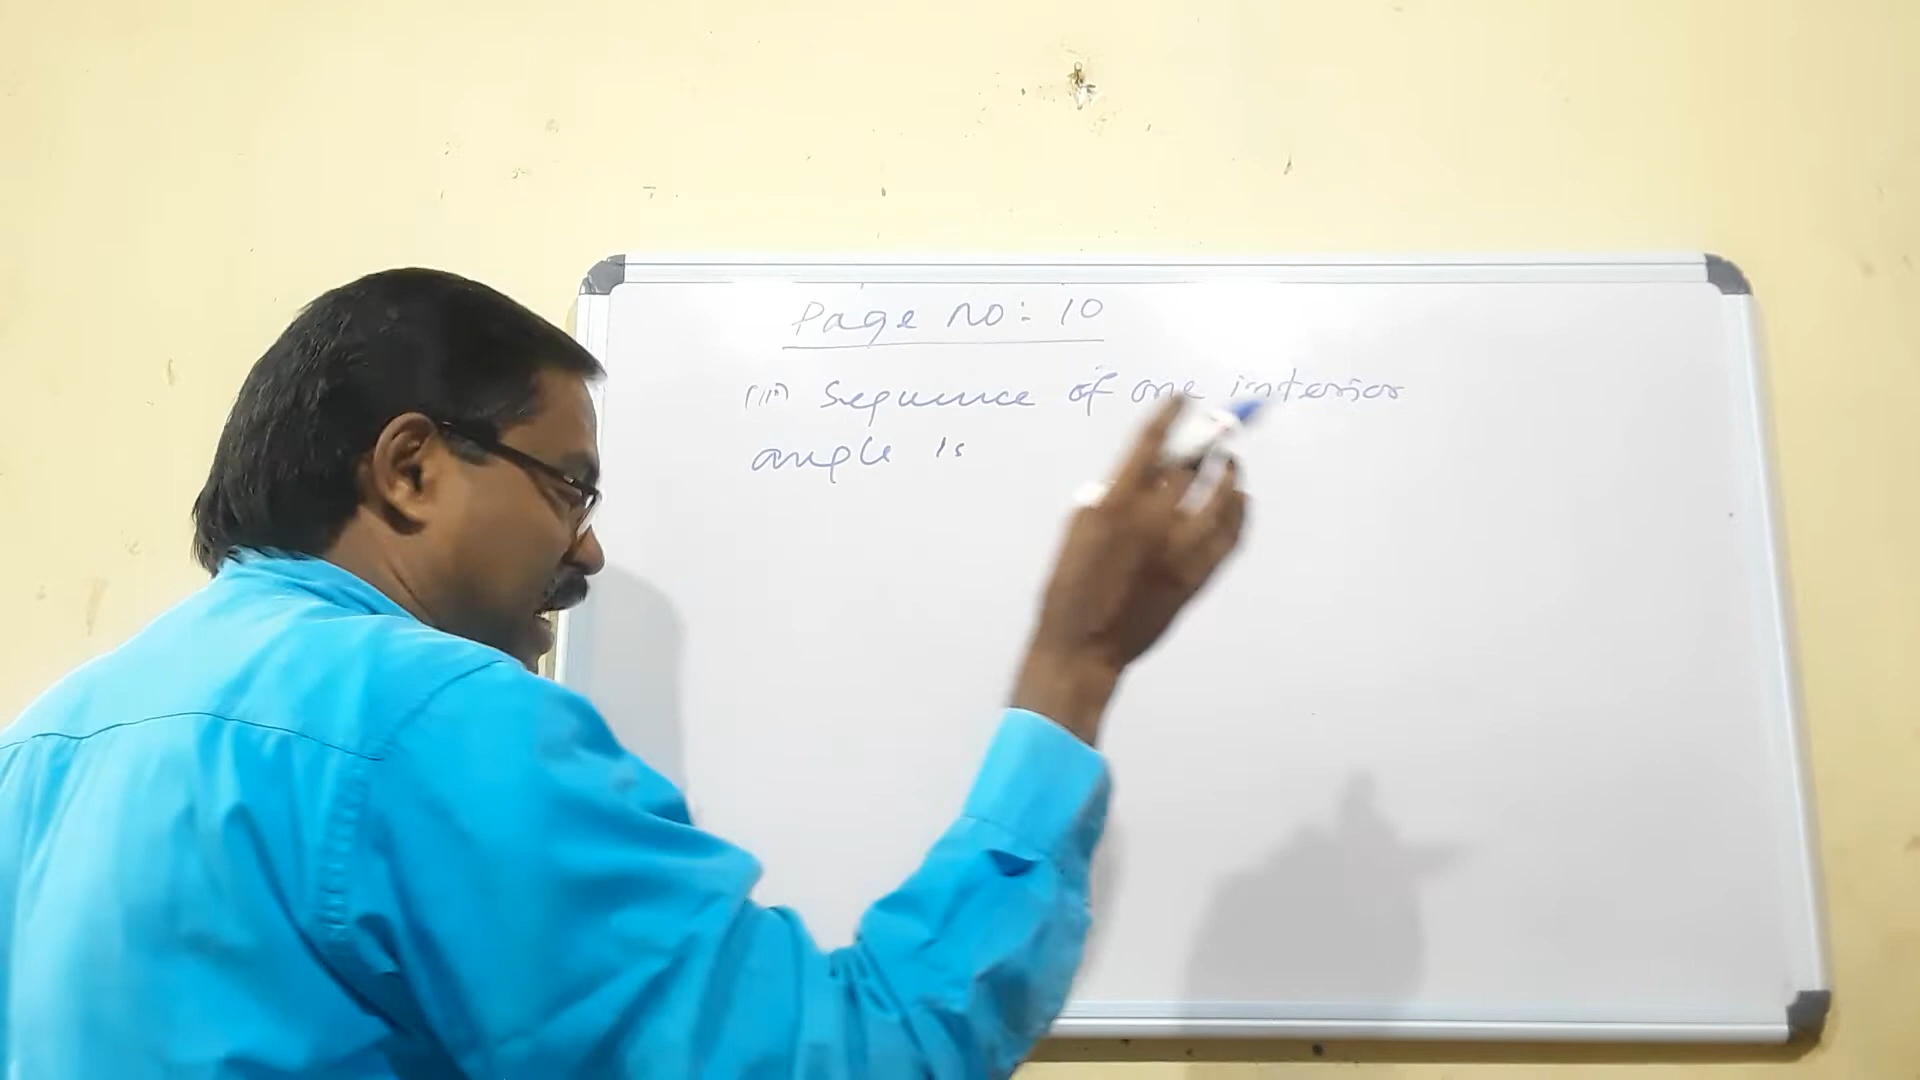 Page no: 10
(iii) Sequence of one interior
angle is